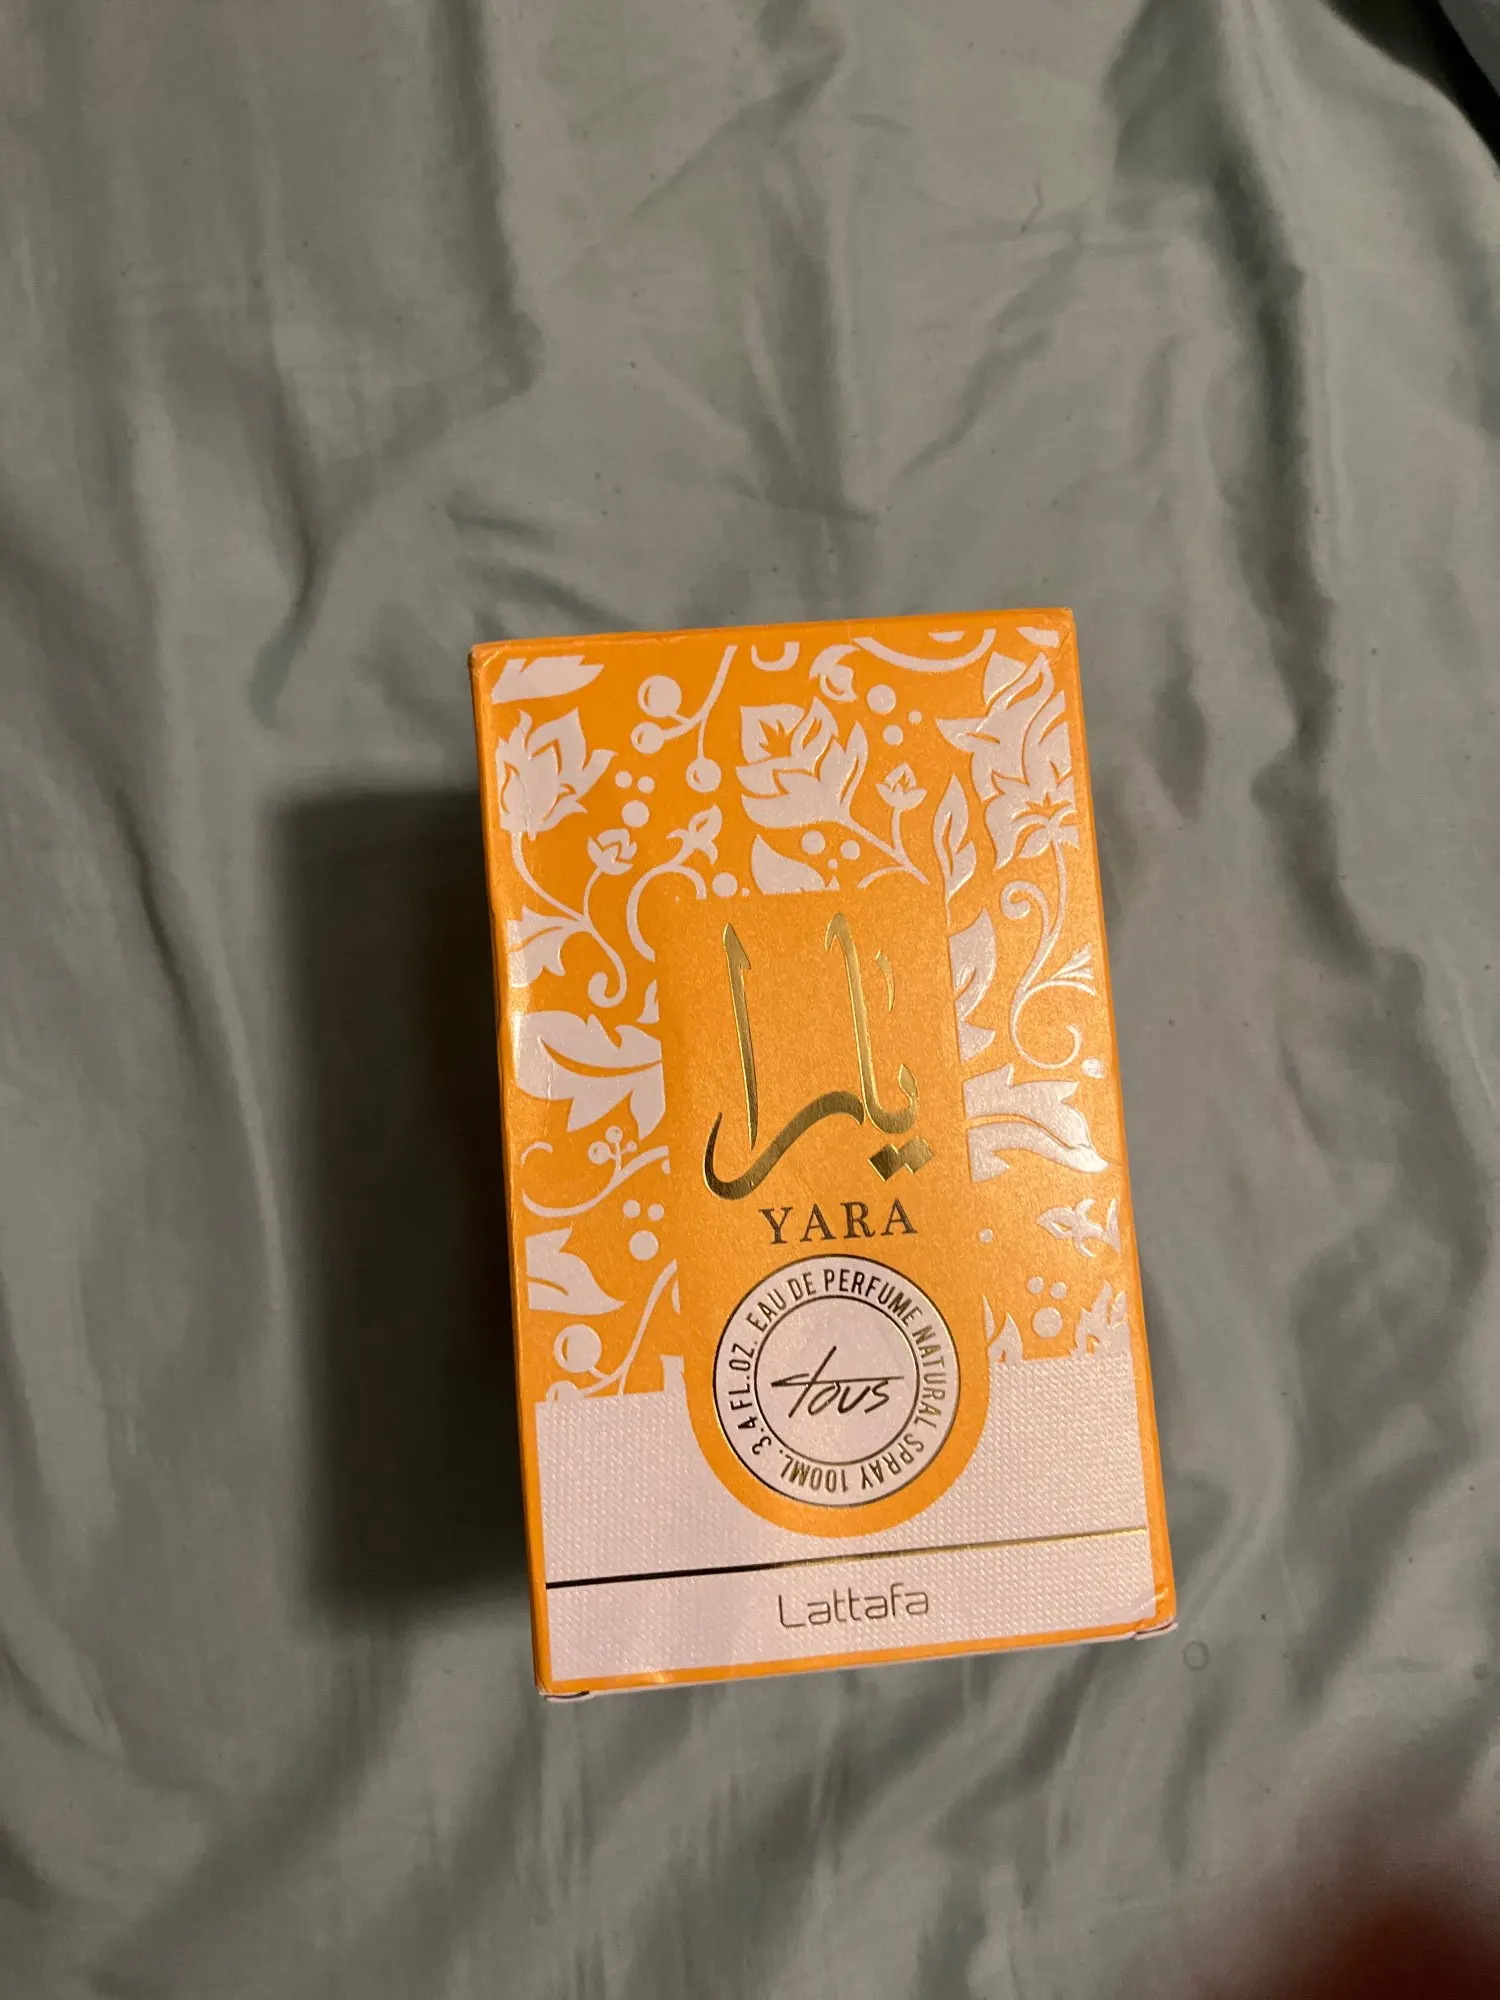 يارا
YARA
EAU DE PERFUME NATURAL SPRAY 100ML. 3.4 FL.OZ.
tous
Lattafa